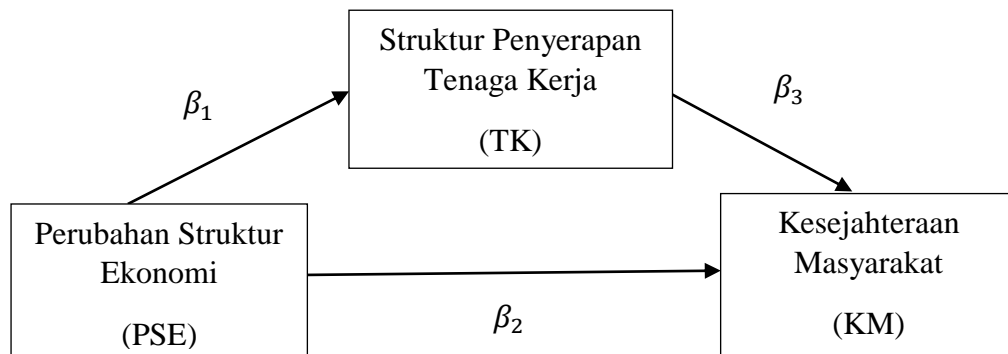 Struktur Penyerapan
Tenaga Kerja
(TK)
β₁
β₃
Perubahan Struktur
Ekonomi
(PSE)
β₂
Kesejahteraan
Masyarakat
(KM)